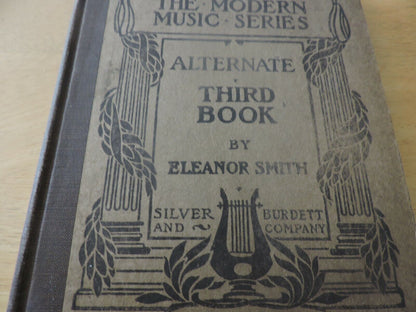 THE · MODERN
MUSIC · SERIES
ALTERNATE
THIRD
BOOK
BY
ELEANOR SMITH
SILVER BURDETT
AND ~ COMPANY